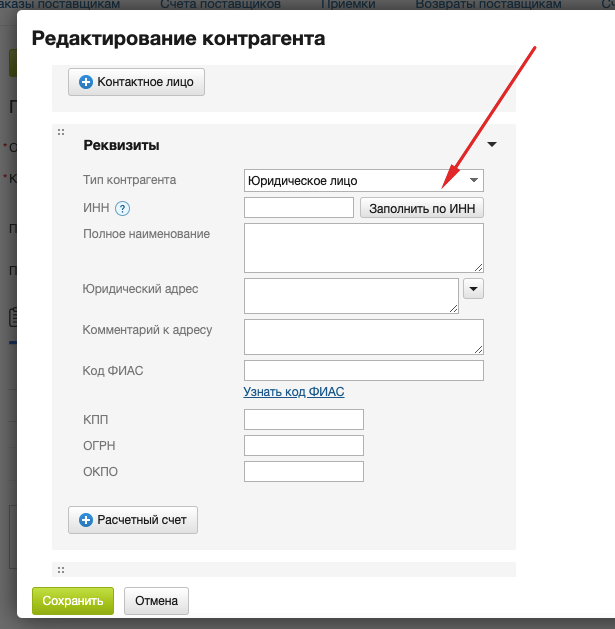 аказы поставщикам Счета поставщиков Приемки Возвраты поставщикам
Редактирование контрагента
Контактное лицо
Реквизиты
Тип контрагента Юридическое лицо
ИНН ? Заполнить по ИНН
Полное наименование
Юридический адрес
Комментарий к адресу
Код ФИАС
Узнать код ФИАС
КПП
ОГРН
ОКПО
Расчетный счет
Сохранить Отмена